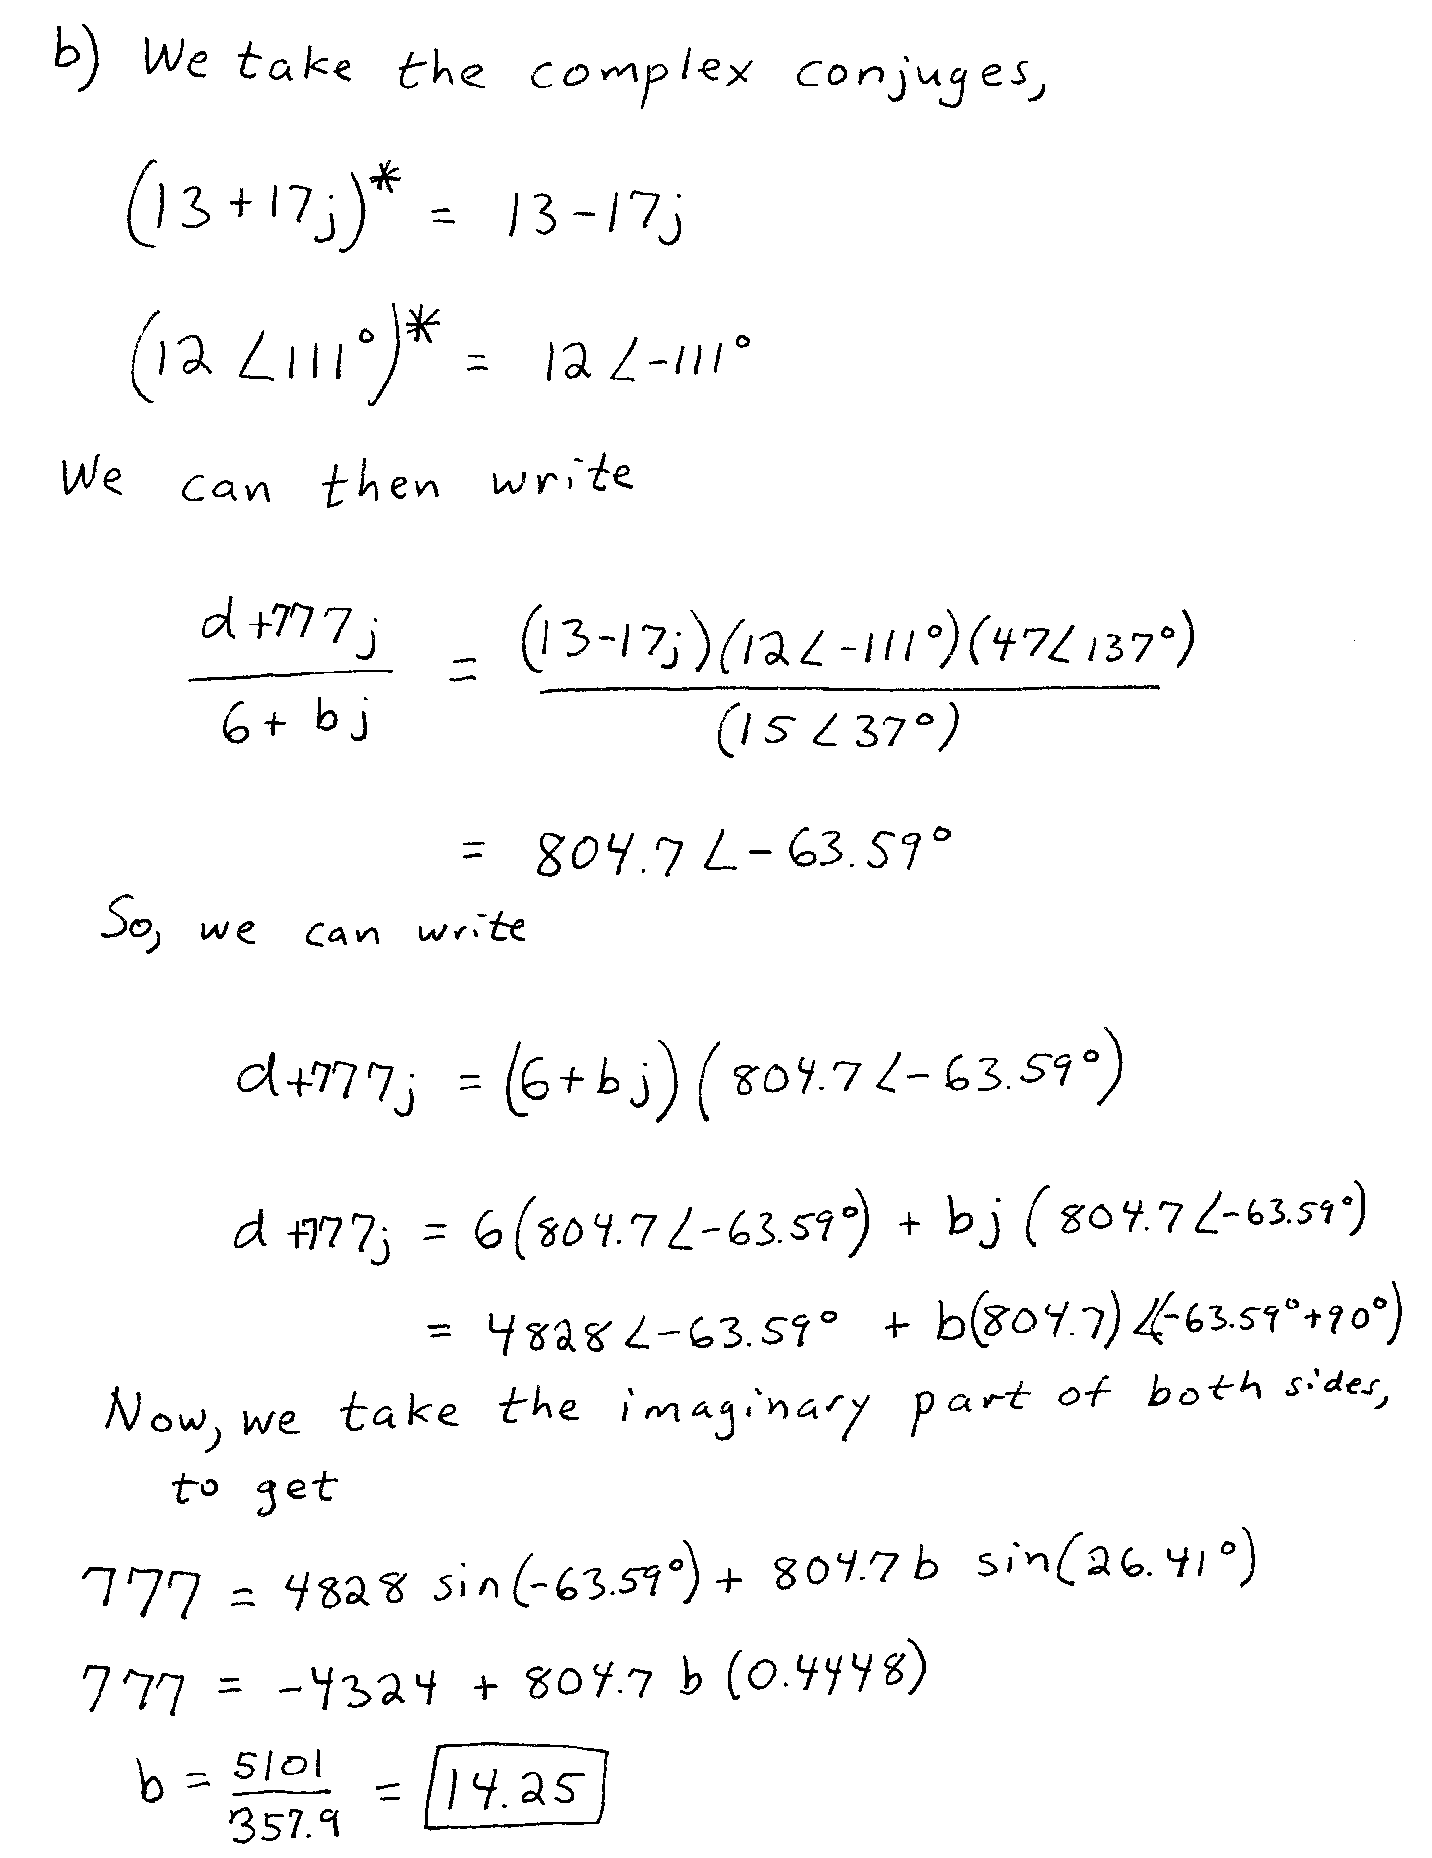 b) We take the complex conjuges,
(13+17j)* = 13-17j
(12∠111°)* = 12∠-111°
We can then write
d+777j / 6+bj = (13-17j)(12∠-111°)(47∠137°) / (15∠37°)
= 804.7∠-63.59°
So, we can write
d+777j = (6+bj)(804.7∠-63.59°)
d+777j = 6(804.7∠-63.59°) + bj(804.7∠-63.59°)
= 4828∠-63.59° + b(804.7)∠(-63.59°+90°)
Now, we take the imaginary part of both sides,
to get
777 = 4828 sin(-63.59°) + 804.7b sin(26.41°)
777 = -4324 + 804.7 b (0.4448)
b = 5101 / 357.9 = 14.25